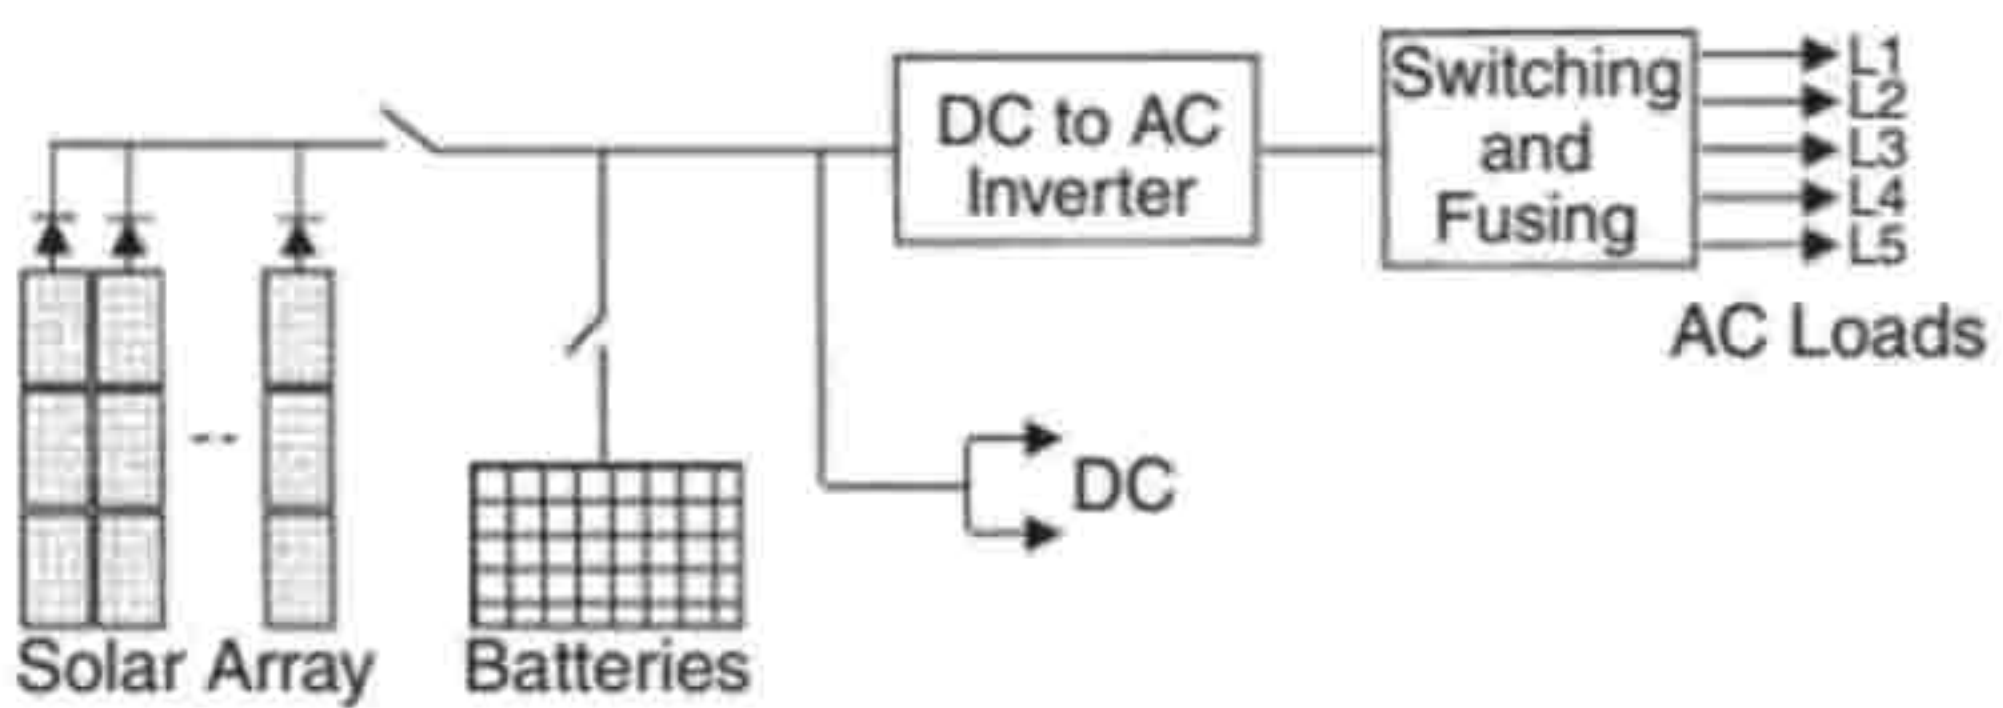 DC to AC
Inverter
Switching
and
Fusing
L1
L2
L3
L4
L5
AC Loads
DC
Solar Array
Batteries